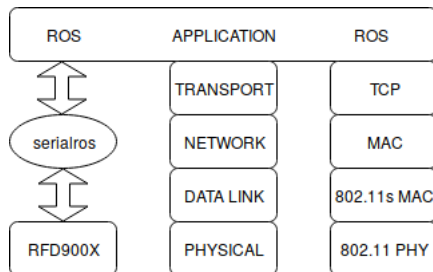 ROS APPLICATION ROS
TRANSPORT TCP
serialros NETWORK MAC
DATA LINK 802.11s MAC
RFD900X PHYSICAL 802.11 PHY